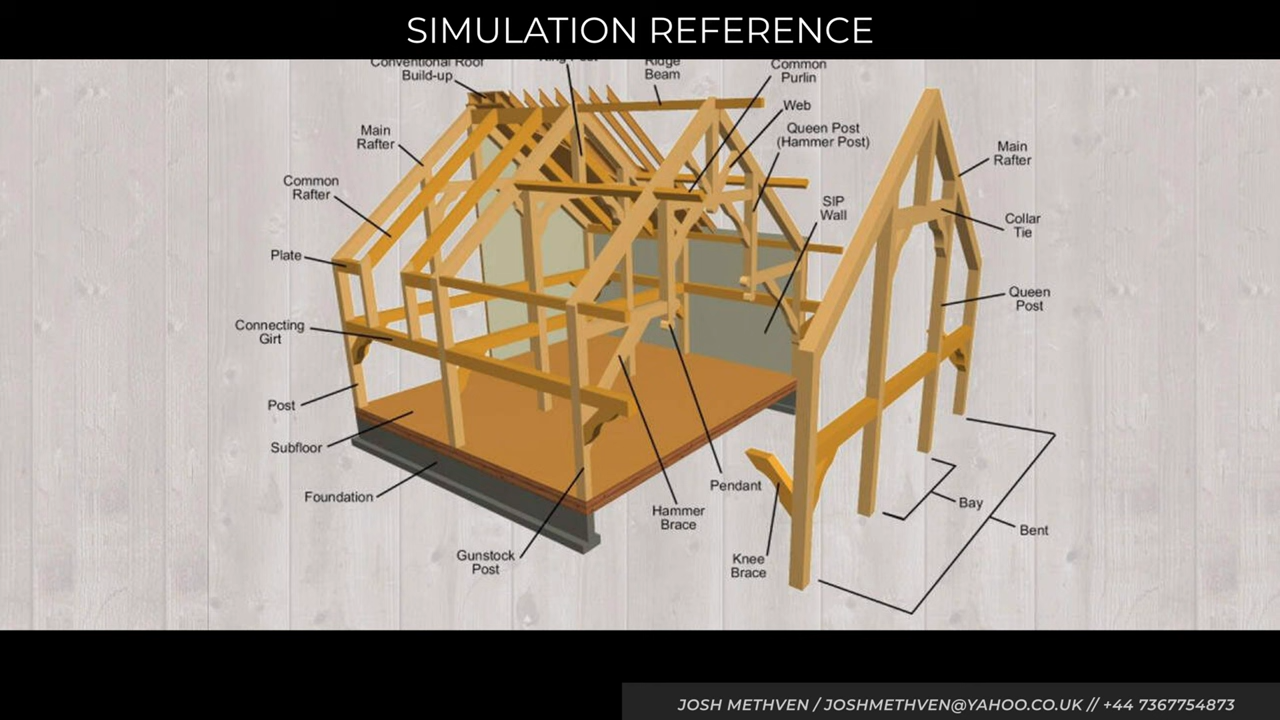 SIMULATION REFERENCE
Conventional Roof
Build-up
Ridge
Beam
Common
Purlin
Web
Queen Post
(Hammer Post)
Main
Rafter
Common
Rafter
SIP
Wall
Main
Rafter
Collar
Tie
Queen
Post
Plate
Connecting
Girt
Post
Subfloor
Foundation
Gunstock
Post
Hammer
Brace
Pendant
Knee
Brace
Bay
Bent
JOSH METHVEN / JOSHMETHVEN@YAHOO.CO.UK // +44 7367754873